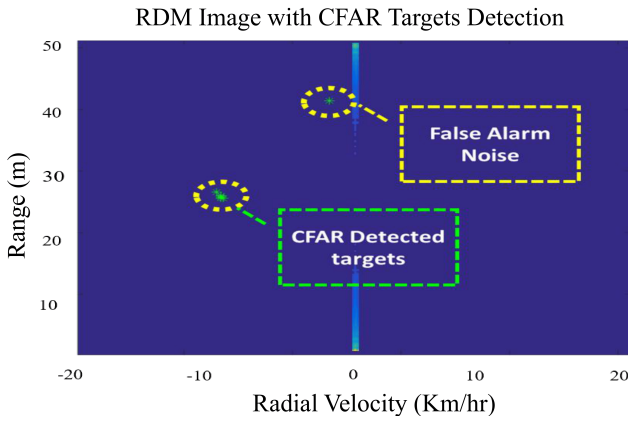 RDM Image with CFAR Targets Detection
50
40
30
20
10
Range (m)
False Alarm
Noise
CFAR Detected
targets
-20
-10
0
10
20
Radial Velocity (Km/hr)